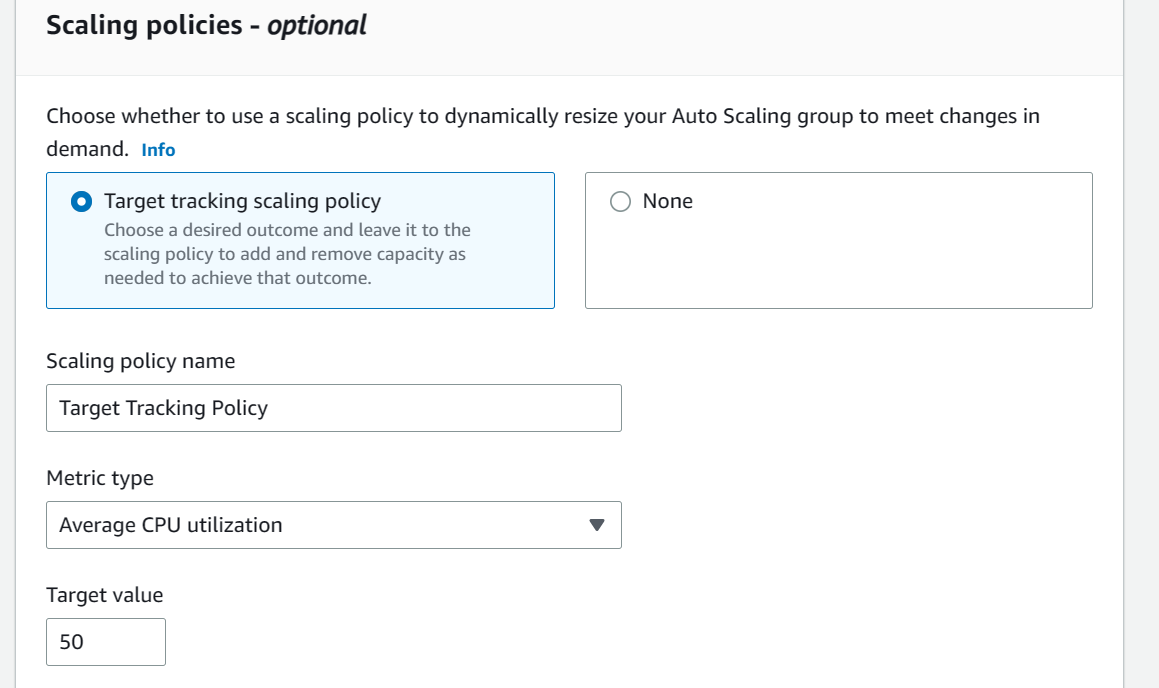 Scaling policies - optional
Choose whether to use a scaling policy to dynamically resize your Auto Scaling group to meet changes in
demand. Info
Target tracking scaling policy
Choose a desired outcome and leave it to the
scaling policy to add and remove capacity as
needed to achieve that outcome.
None
Scaling policy name
Target Tracking Policy
Metric type
Average CPU utilization
Target value
50